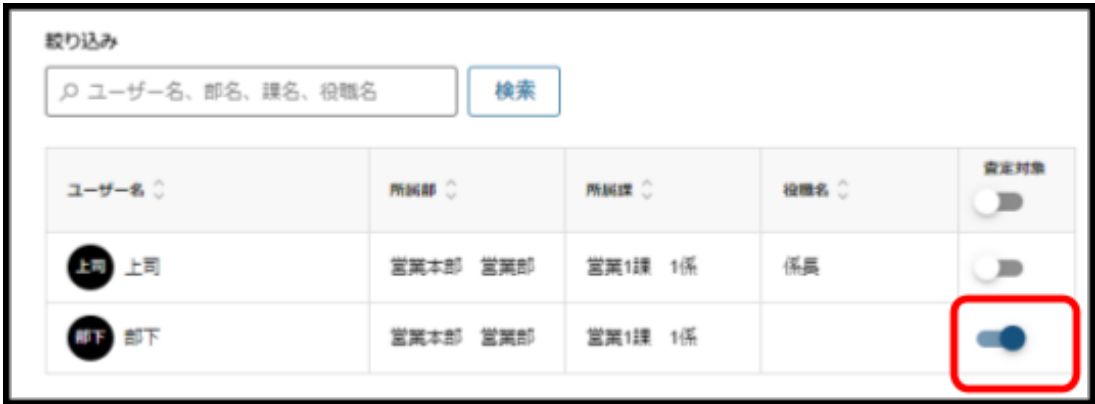 絞り込み
ユーザー名、部名、課名、役職名 検索
ユーザー名 所属部 所属課 役職名 査定対象
上司 上司 営業本部 営業部 営業1課 1係 係長
部下 部下 営業本部 営業部 営業1課 1係